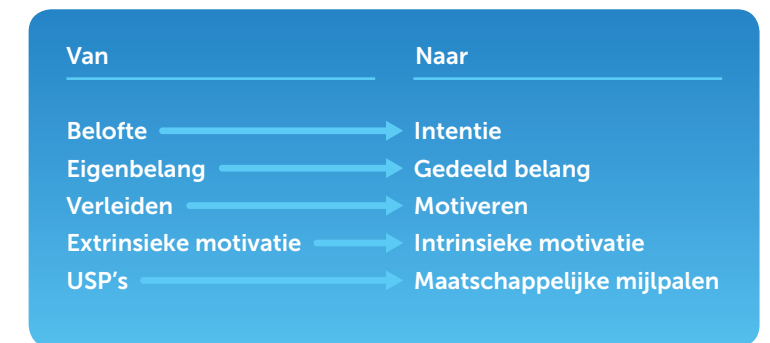 Van Naar
Belofte Intentie
Eigenbelang Gedeeld belang
Verleiden Motiveren
Extrinsieke motivatie Intrinsieke motivatie
USP's Maatschappelijke mijlpalen